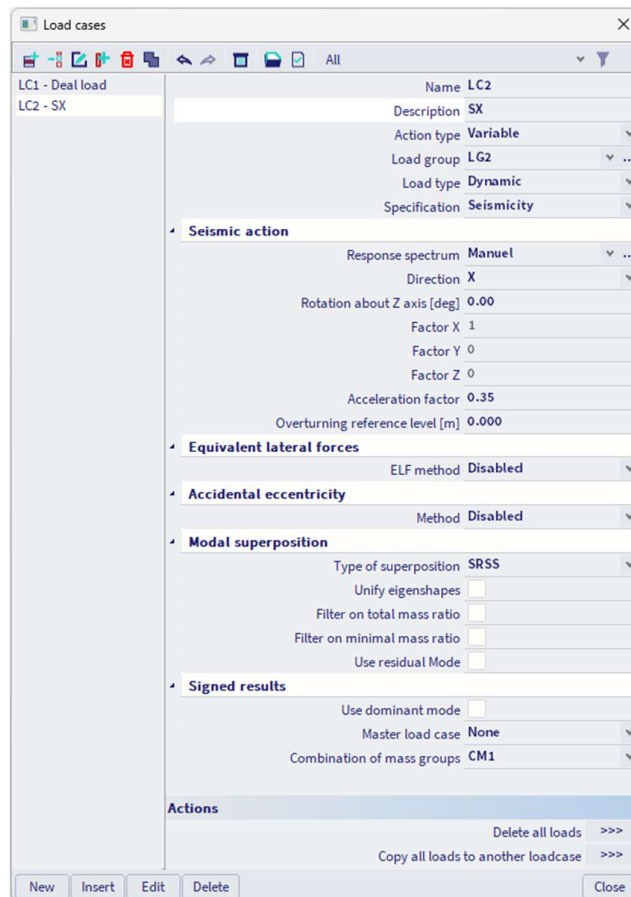 Load cases
All
LC1 - Deal load
LC2 - SX
Name LC2
Description SX
Action type Variable
Load group LG2 ...
Load type Dynamic
Specification Seismicity
Seismic action
Response spectrum Manuel ...
Direction X
Rotation about Z axis [deg] 0.00
Factor X 1
Factor Y 0
Factor Z 0
Acceleration factor 0.35
Overturning reference level [m] 0.000
Equivalent lateral forces
ELF method Disabled
Accidental eccentricity
Method Disabled
Modal superposition
Type of superposition SRSS
Unify eigenshapes
Filter on total mass ratio
Filter on minimal mass ratio
Use residual Mode
Signed results
Use dominant mode
Master load case None
Combination of mass groups CM1
Actions
Delete all loads >>>
Copy all loads to another loadcase >>>
New Insert Edit Delete Close